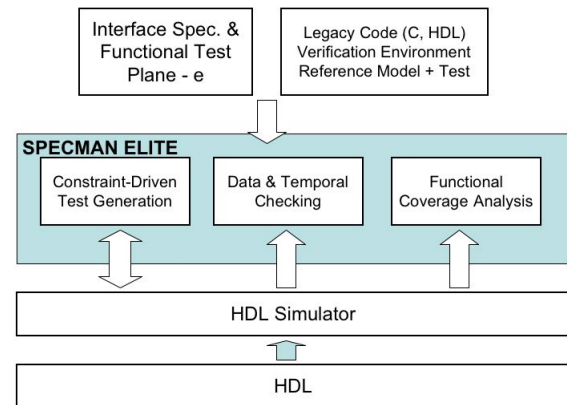 Interface Spec. &
Functional Test
Plane - e
Legacy Code (C, HDL)
Verification Environment
Reference Model + Test
SPECMAN ELITE
Constraint-Driven
Test Generation
Data & Temporal
Checking
Functional
Coverage Analysis
HDL Simulator
HDL